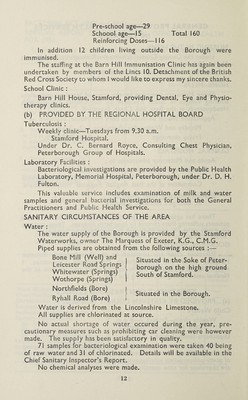 Pre-school age—29
Schoool age—15 Total 160
Reinforcing Doses—116
In addition 12 children living outside the Borough were
immunised.
The staffing at the Barn Hill Immunisation Clinic has again been
undertaken by members of the Lincs 10. Detachment of the British
Red Cross Society to whom I would like to express my sincere thanks.
School Clinic :
Barn Hill House, Stamford, providing Dental, Eye and Physio-
therapy clinics.
(b) PROVIDED BY THE REGIONAL HOSPITAL BOARD
Tuberculosis :
Weekly clinic—Tuesdays from 9.30 a.m.
Stamford Hospital.
Under Dr. C. Bernard Royce, Consulting Chest Physician,
Peterborough Group of Hospitals.
Laboratory Facilities :
Bacteriological investigations are provided by the Public Health
Laboratory, Memorial Hospital, Peterborough, under Dr. D. H.
Fulton.
This valuable service includes examination of milk and water
samples and general bacterial investigations for both the General
Practitioners and Public Health Service.
SANITARY CIRCUMSTANCES OF THE AREA
Water :
The water supply of the Borough is provided by the Stamford
Waterworks, owner The Marquess of Exeter, K.G., C.M.G.
Piped supplies are obtained from the following sources :—
Bone Mill (Well) and
Leicester Road Springs
Whitewater (Springs)
Wothorpe (Springs)
Situated in the Soke of Peter-
borough on the high ground
South of Stamford.
Northfields (Bore)
Ryhall Road (Bore)
Situated in the Borough.
Water is derived from the Lincolnshire Limestone.
All supplies are chlorinated at source.
No actual shortage of water occured during the year, pre-
cautionary measures such as prohibiting car cleaning were however
made. The supply has been satisfactory in quality.
71 samples for bacteriological examination were taken 40 being
of raw water and 31 of chlorinated. Details will be available in the
Chief Sanitary Inspector's Report.
No chemical analyses were made.
12